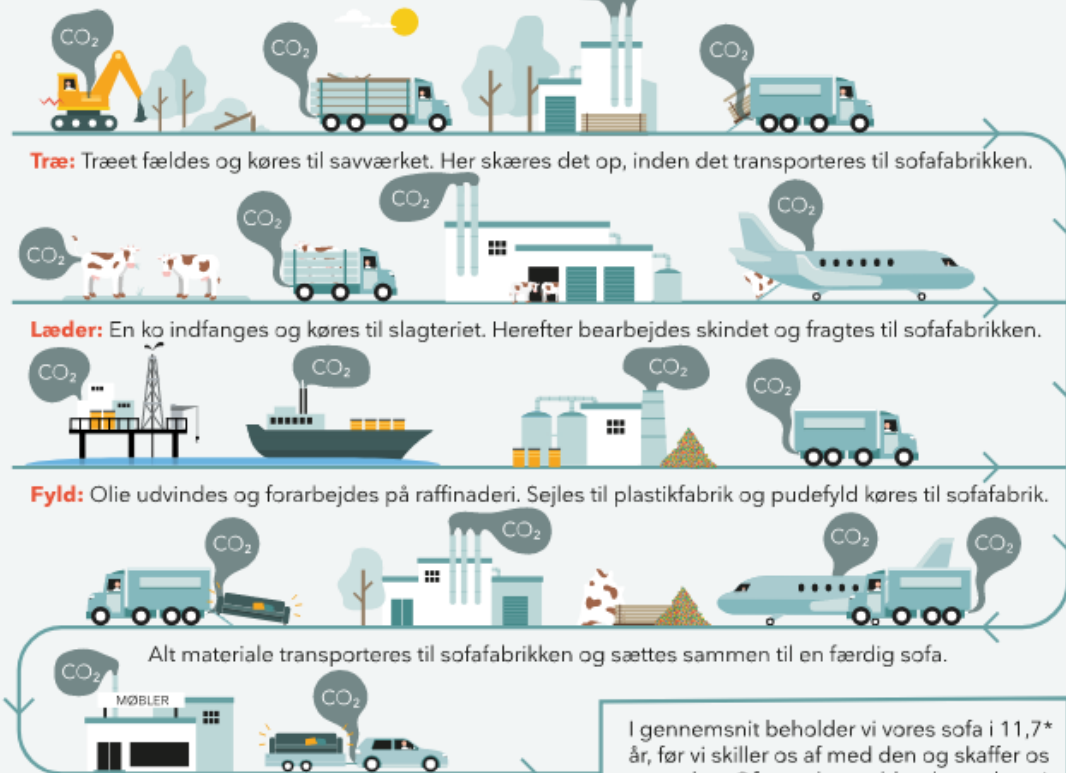 CO₂
CO₂
CO₂
Træ: Træet fældes og køres til savværket. Her skæres det op, inden det transporteres til sofafabrikken.
CO₂
CO₂
CO₂
CO₂
Læder: En ko indfanges og køres til slagteriet. Herefter bearbejdes skindet og fragtes til sofafabrikken.
CO₂
CO₂
CO₂
CO₂
Fyld: Olie udvindes og forarbejdes på raffinaderi. Sejles til plastikfabrik og pudefyld køres til sofafabrik.
CO₂
CO₂
CO₂
CO₂
Alt materiale transporteres til sofafabrikken og sættes sammen til en færdig sofa.
CO₂
MØBLER
CO₂
I gennemsnit beholder vi vores sofa i 11,7*
år, før vi skiller os af med den og skaffer os